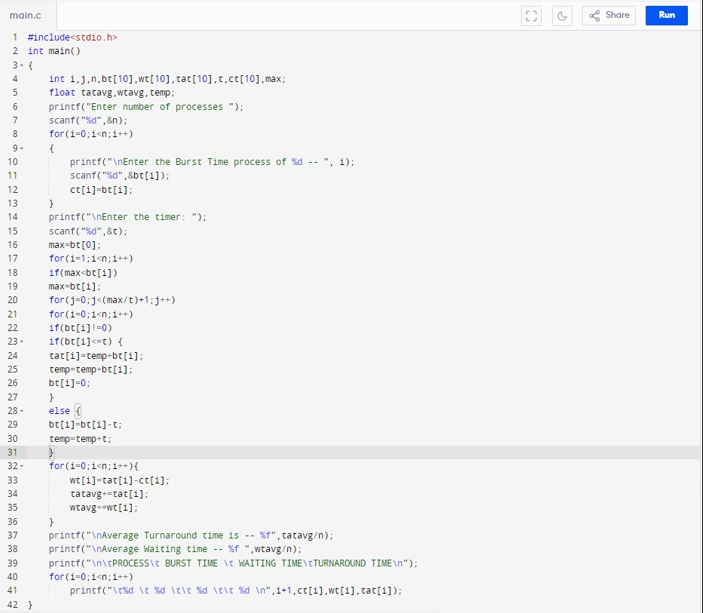 main.c
Share
Run
1 #include<stdio.h>
2 int main()
3 {
4 int i,j,n,bt[10],wt[10],tat[10],t,ct[10],max;
5 float tatavg,wtavg,temp;
6 printf("Enter number of processes ");
7 scanf("%d",&n);
8 for(i=0;i<n;i++)
9 {
10 printf("\nEnter the Burst Time process of %d -- ", i);
11 scanf("%d",&bt[i]);
12 ct[i]=bt[i];
13 }
14 printf("\nEnter the timer: ");
15 scanf("%d",&t);
16 max=bt[0];
17 for(i=1;i<n;i++)
18 if(max<bt[i])
19 max=bt[i];
20 for(j=0;j<(max/t)+1;j++)
21 for(i=0;i<n;i++)
22 if(bt[i]!=0)
23 if(bt[i]<=t) {
24 tat[i]=temp+bt[i];
25 temp=temp+bt[i];
26 bt[i]=0;
27 }
28 else {
29 bt[i]=bt[i]-t;
30 temp=temp+t;
31 }
32 for(i=0;i<n;i++){
33 wt[i]=tat[i]-ct[i];
34 tatavg+=tat[i];
35 wtavg+=wt[i];
36 }
37 printf("\nAverage Turnaround time is -- %f",tatavg/n);
38 printf("\nAverage Waiting time -- %f ",wtavg/n);
39 printf("\n\tPROCESS\t BURST TIME \t WAITING TIME\tTURNAROUND TIME\n");
40 for(i=0;i<n;i++)
41 printf("\t%d \t %d \t\t %d \t\t %d \n",i+1,ct[i],wt[i],tat[i]);
42 }